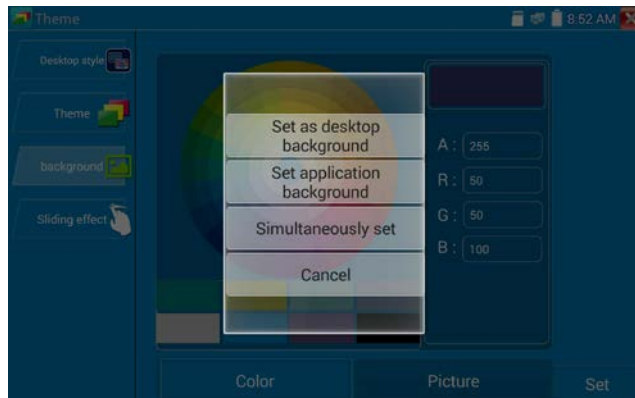 Theme
8:52 AM
Desktop style
Theme
background
Sliding effect
Set as desktop
background
Set application
background
Simultaneously set
Cancel
A : 255
R : 50
G : 50
B : 100
Color
Picture
Set